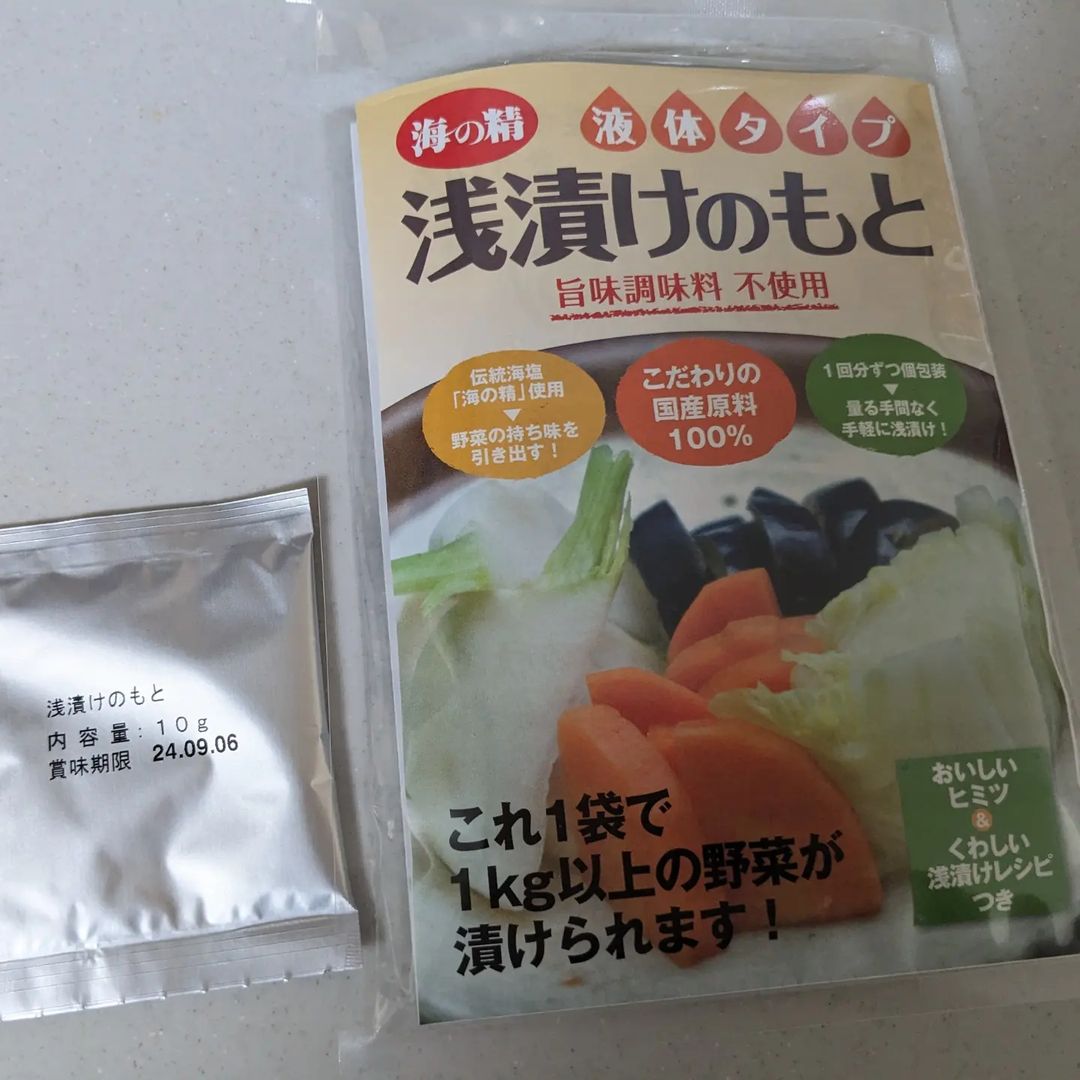 海の精
液体タイプ
浅漬けのもと
旨味調味料 不使用
伝統海塩
「海の精」使用
▼
野菜の持ち味を
引き出す！
こだわりの
国産原料
100%
1回分ずつ個包装
▼
量る手間なく
手軽に浅漬け！
これ1袋で
1kg以上の野菜が
漬けられます！
おいしい
ヒミツ
&
くわしい
浅漬けレシピ
つき
浅漬けのもと
内容量：１０ｇ
賞味期限 24.09.06